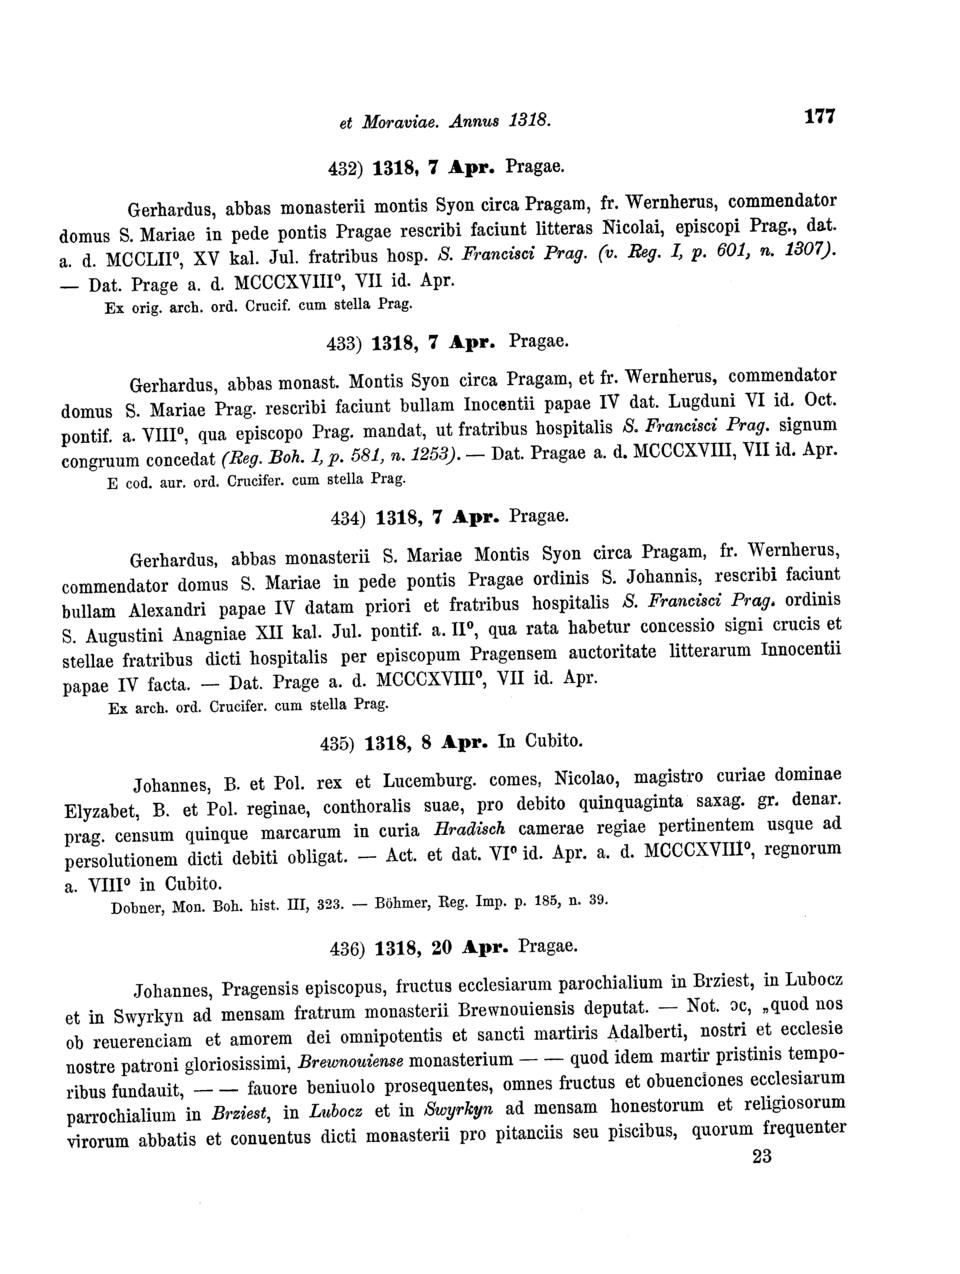 et Moraviae. Annus 1318. 177
432) 1318, 7 Apr. Pragae.
Gerhardus, abbas monasterii montis Syon circa Pragam, fr. Wernherus, commendator
domus S. Mariae in pede pontis Pragae rescribi faciunt litteras Nicolai, episcopi Prag., dat.
a. d. MCCLII⁰, XV kal. Jul. fratribus hosp. S. Francisci Prag. (v. Reg. I, p. 601, n. 1307).
— Dat. Prage a. d. MCCCXVIII⁰, VII id. Apr.
Ex orig. arch. ord. Crucif. cum stella Prag.
433) 1318, 7 Apr. Pragae.
Gerhardus, abbas monast. Montis Syon circa Pragam, et fr. Wernherus, commendator
domus S. Mariae Prag. rescribi faciunt bullam Inocentii papae IV dat. Lugduni VI id. Oct.
pontif. a. VIII⁰, qua episcopo Prag. mandat, ut fratribus hospitalis S. Francisci Prag. signum
congruum concedat (Reg. Boh. I, p. 581, n. 1253). — Dat. Pragae a. d. MCCCXVIII, VII id. Apr.
E cod. aur. ord. Crucifer. cum stella Prag.
434) 1318, 7 Apr. Pragae.
Gerhardus, abbas monasterii S. Mariae Montis Syon circa Pragam, fr. Wernherus,
commendator domus S. Mariae in pede pontis Pragae ordinis S. Johannis, rescribi faciunt
bullam Alexandri papae IV datam priori et fratribus hospitalis S. Francisci Prag. ordinis
S. Augustini Anagniae XII kal. Jul. pontif. a. II⁰, qua rata habetur concessio signi crucis et
stellae fratribus dicti hospitalis per episcopum Pragensem auctoritate litterarum Innocentii
papae IV facta. — Dat. Prage a. d. MCCCXVIII⁰, VII id. Apr.
Ex arch. ord. Crucifer. cum stella Prag.
435) 1318, 8 Apr. In Cubito.
Johannes, B. et Pol. rex et Lucemburg. comes, Nicolao, magistro curiae dominae
Elyzabet, B. et Pol. reginae, conthoralis suae, pro debito quinquaginta saxag. gr. denar.
prag. censum quinque marcarum in curia Hradisch camerae regiae pertinentem usque ad
persolutionem dicti debiti obligat. — Act. et dat. VI⁰ id. Apr. a. d. MCCCXVIII⁰, regnorum
a. VIII⁰ in Cubito.
Dobner, Mon. Boh. hist. III, 323. — Böhmer, Reg. Imp. p. 185, n. 39.
436) 1318, 20 Apr. Pragae.
Johannes, Pragensis episcopus, fructus ecclesiarum parochialium in Brziest, in Lubocz
et in Swyrkyn ad mensam fratrum monasterii Brewnouiensis deputat. — Not. ɔc, „quod nos
ob reuerenciam et amorem dei omnipotentis et sancti martiris Adalberti, nostri et ecclesie
nostre patroni gloriosissimi, Brewnouiense monasterium — — quod idem martir pristinis tempo-
ribus fundauit, — — fauore beniuolo prosequentes, omnes fructus et obuenciones ecclesiarum
parrochialium in Brziest, in Lubocz et in Swyrkyn ad mensam honestorum et religiosorum
virorum abbatis et conuentus dicti monasterii pro pitanciis seu piscibus, quorum frequenter
23